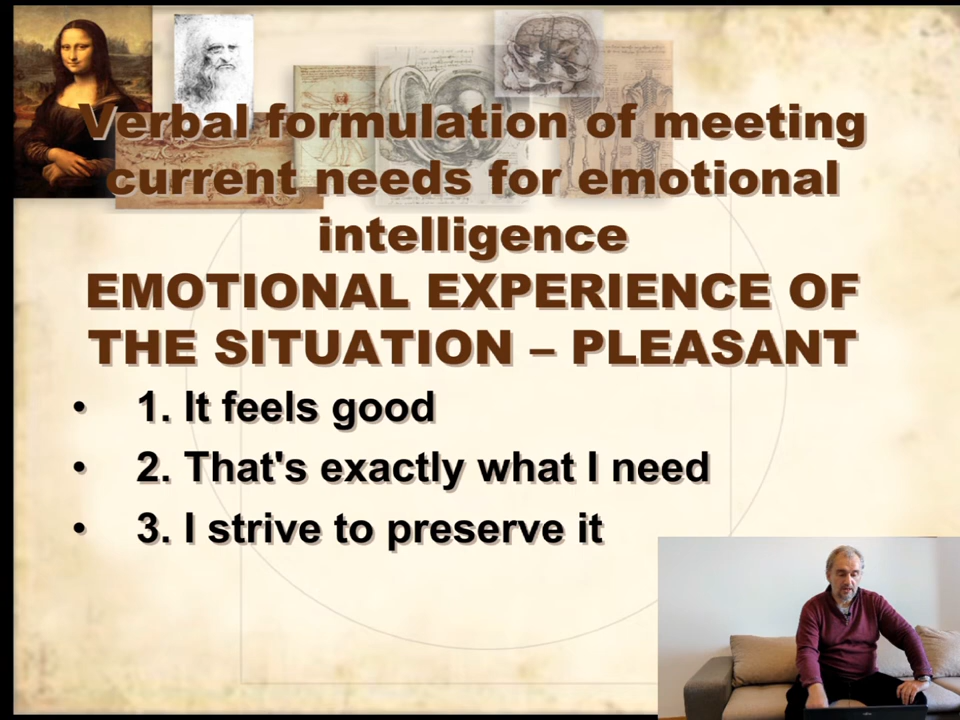 Verbal formulation of meeting
current needs for emotional
intelligence
EMOTIONAL EXPERIENCE OF
THE SITUATION – PLEASANT
• 1. It feels good
• 2. That's exactly what I need
• 3. I strive to preserve it